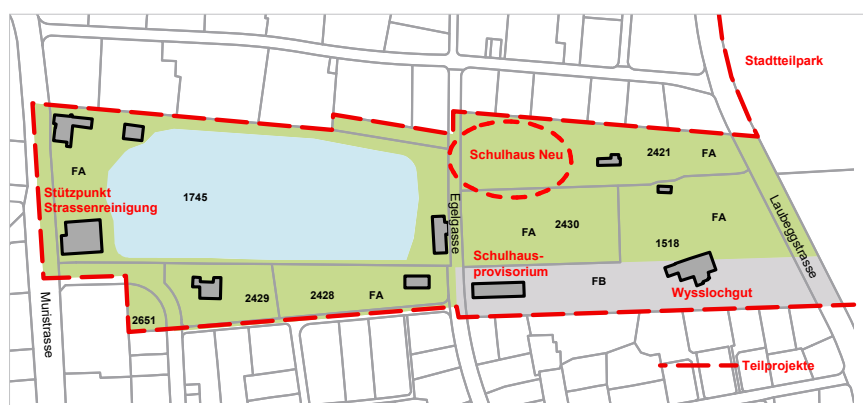 Stadtteilpark
Schulhaus Neu
2421
FA
FA
Stützpunkt
Strassenreinigung
1745
Egelgasse
FA
2430
FA
1518
Laubeggstrasse
Schulhaus-
provisorium
FB
Wysslochgut
Muristrasse
2651
2429
2428
FA
Teilprojekte